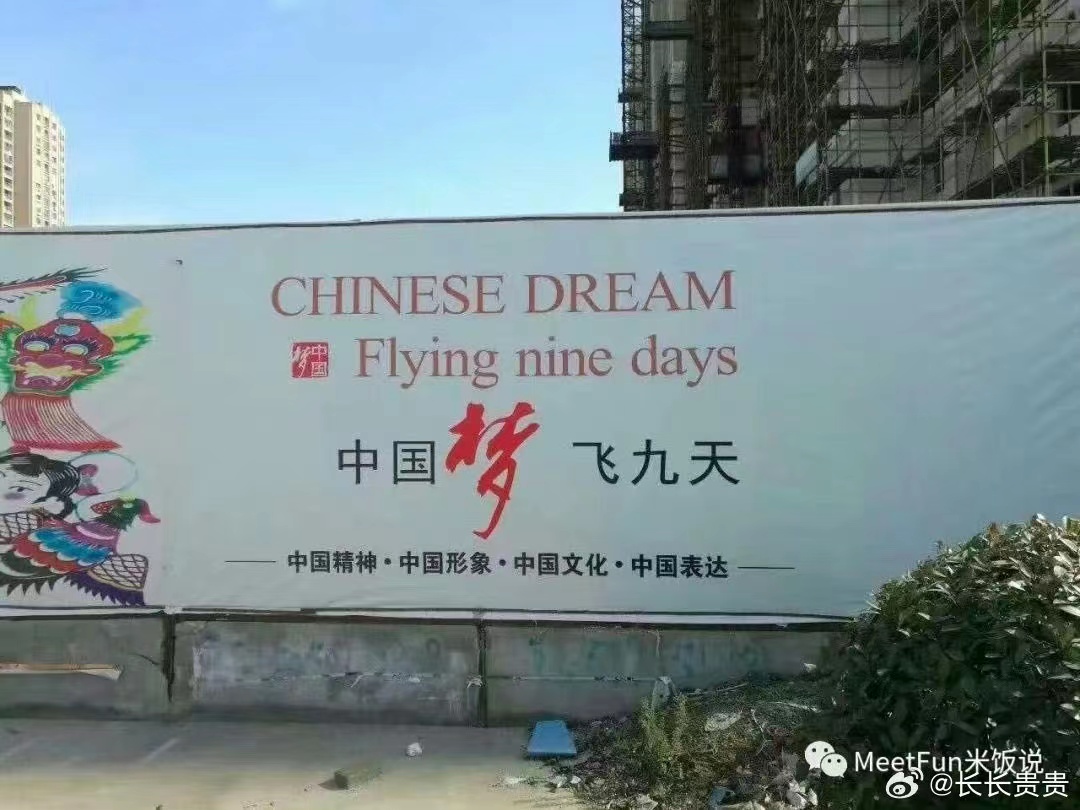 CHINESE DREAM
中国梦
Flying nine days
中国梦 飞九天
中国精神·中国形象·中国文化·中国表达
MeetFun米饭说
@长长贵贵